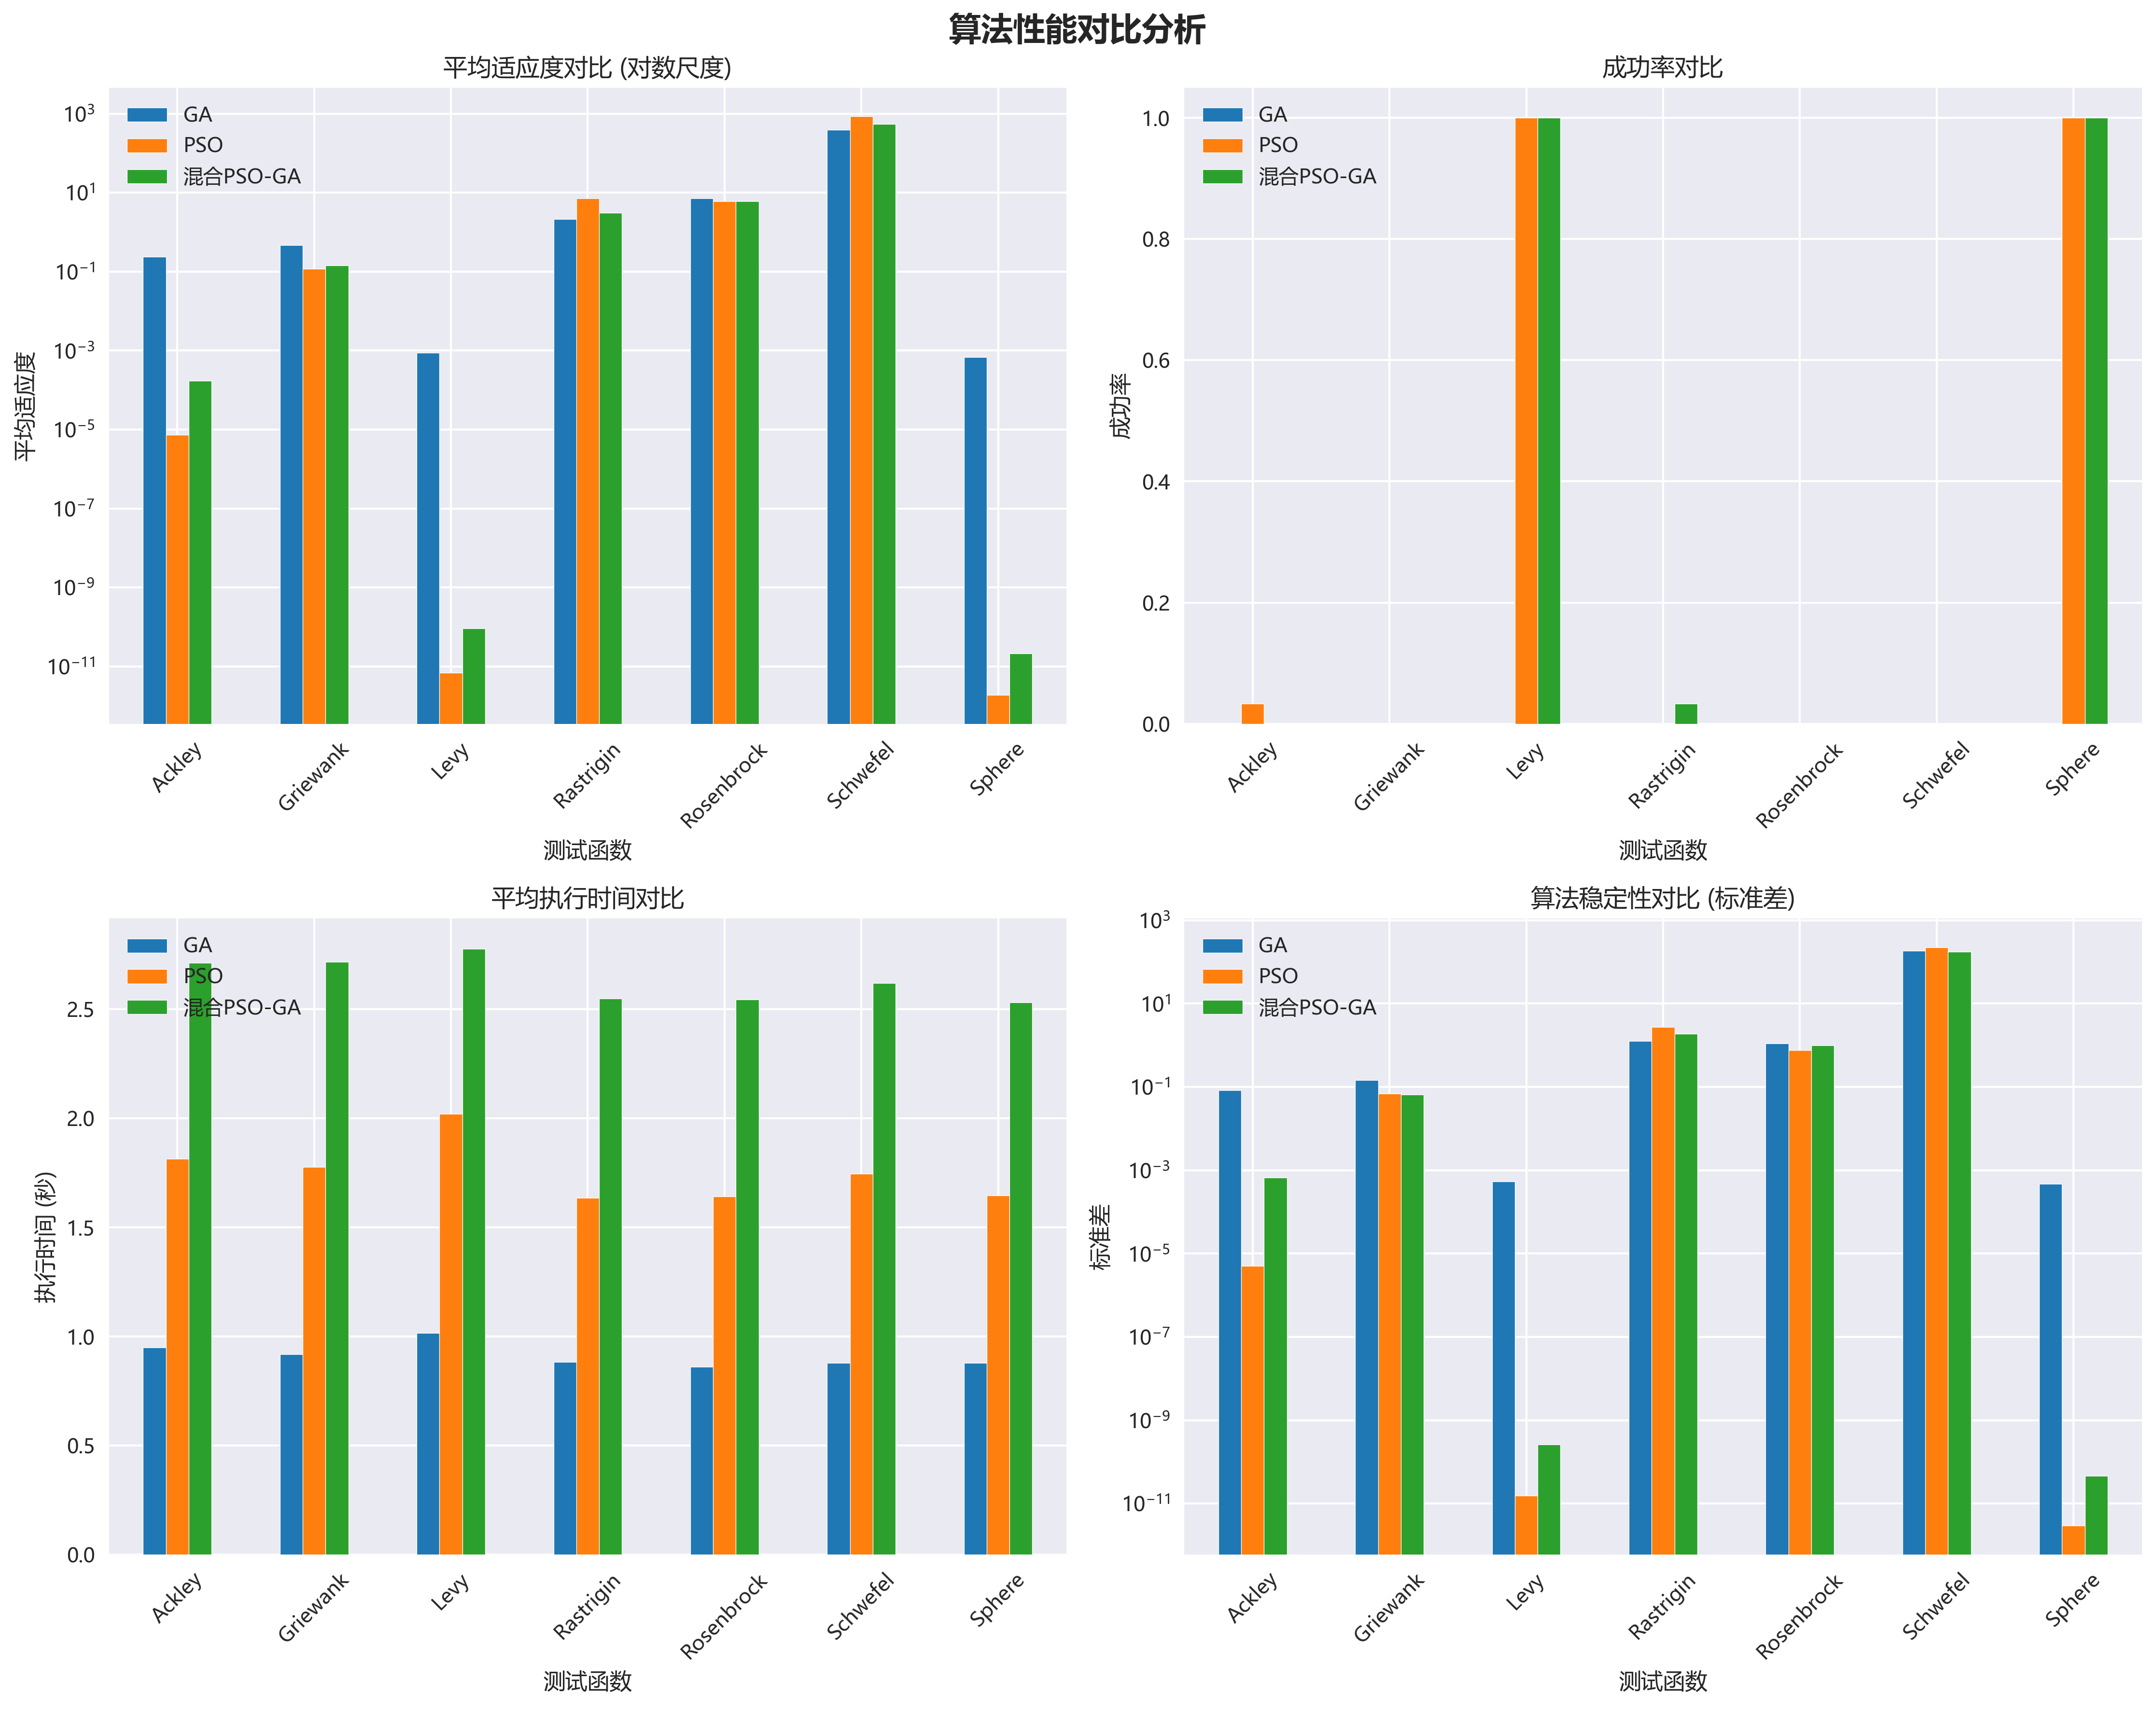 算法性能对比分析
平均适应度对比 (对数尺度)
GA
PSO
混合PSO-GA
10³
10¹
10⁻¹
10⁻³
10⁻⁵
10⁻⁷
10⁻⁹
10⁻¹¹
平均适应度
Ackley
Griewank
Levy
Rastrigin
Rosenbrock
Schwefel
Sphere
测试函数
成功率对比
GA
PSO
混合PSO-GA
1.0
0.8
0.6
0.4
0.2
0.0
成功率
Ackley
Griewank
Levy
Rastrigin
Rosenbrock
Schwefel
Sphere
测试函数
平均执行时间对比
GA
PSO
混合PSO-GA
2.5
2.0
1.5
1.0
0.5
0.0
执行时间 (秒)
Ackley
Griewank
Levy
Rastrigin
Rosenbrock
Schwefel
Sphere
测试函数
算法稳定性对比 (标准差)
GA
PSO
混合PSO-GA
10³
10¹
10⁻¹
10⁻³
10⁻⁵
10⁻⁷
10⁻⁹
10⁻¹¹
标准差
Ackley
Griewank
Levy
Rastrigin
Rosenbrock
Schwefel
Sphere
测试函数